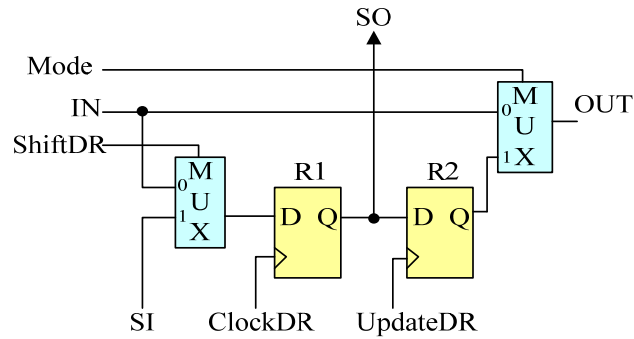 SO
Mode
IN
ShiftDR
0 M U 1 X
OUT
0 M U 1 X
R1
D Q
R2
D Q
SI
ClockDR
UpdateDR